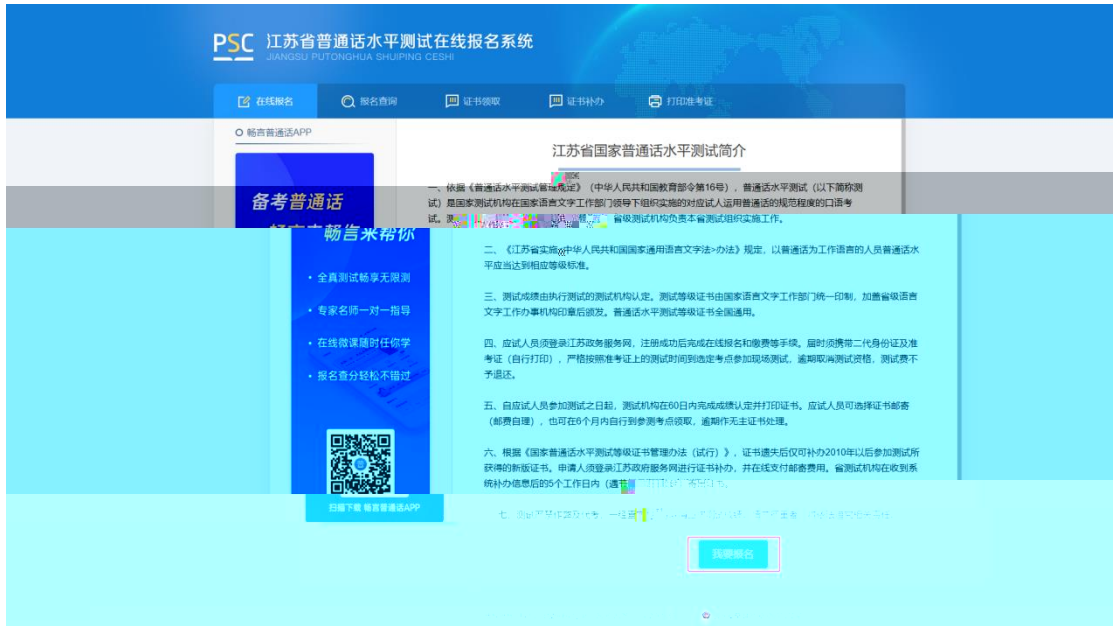 PSC 江苏省普通话水平测试在线报名系统
JIANGSU PUTONGHUA SHUIPING CESHI
在线报名 报名查询 证书领取 证书补办 打印准考证
畅言普通话APP
江苏省国家普通话水平测试简介
备考普通话
畅言来帮你
全真测试畅享无限测
专家名师一对一指导
在线微课随时任你学
报名查分轻松不错过
扫描下载 畅言普通话APP
一、依据《普通话水平测试管理规定》（中华人民共和国教育部令第16号），普通话水平测试（以下简称测
试）是国家测试机构在国家语言文字工作部门领导下组织实施的对应试人运用普通话的规范程度的口语考
试。 省级测试机构负责本省测试组织实施工作。
二、《江苏省实施 中华人民共和国国家通用语言文字法>办法》规定，以普通话为工作语言的人员普通话水
平应当达到相应等级标准。
三、测试成绩由执行测试的测试机构认定。测试等级证书由国家语言文字工作部门统一印制，加盖省级语言
文字工作办事机构印章后颁发。普通话水平测试等级证书全国通用。
四、应试人员须登录江苏政务服务网，注册成功后完成在线报名和缴费等手续。届时须携带二代身份证及准
考证（自行打印），严格按照准考证上的测试时间到选定考点参加现场测试，逾期取消测试资格，测试费不
予退还。
五、自应试人员参加测试之日起，测试机构在60日内完成成绩认定并打印证书。应试人员可选择证书邮寄
（邮费自理），也可在6个月内自行到参测考点领取，逾期作无主证书处理。
六、根据《国家普通话水平测试等级证书管理办法（试行）》，证书遗失后仅可补办2010年以后参加测试所
获得的新版证书。申请人须登录江苏政府服务网进行证书补办，并在线支付邮寄费用。省测试机构在收到系
统补办信息后的5个工作日内（遇节
七、
我要报名